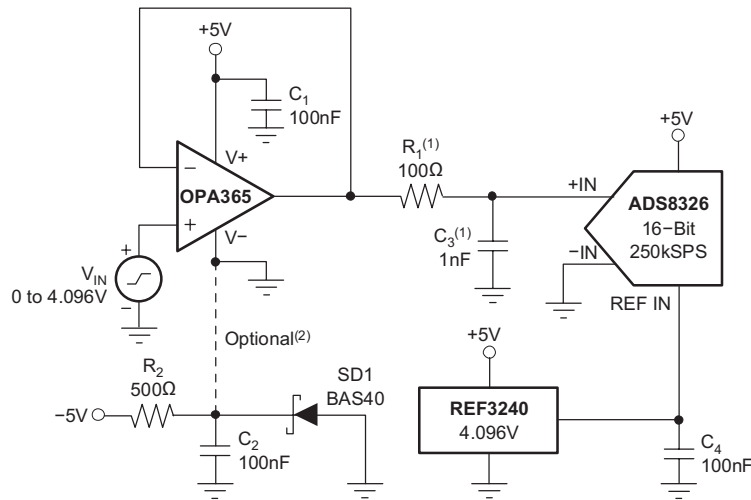 +5V
C1
100nF
V+
−
OPA365
+
V−
+
VIN
0 to 4.096V
−
R1(1)
100Ω
C3(1)
1nF
+5V
+IN
ADS8326
16−Bit
250kSPS
−IN
REF IN
Optional(2)
R2
500Ω
−5V
SD1
BAS40
C2
100nF
+5V
REF3240
4.096V
C4
100nF